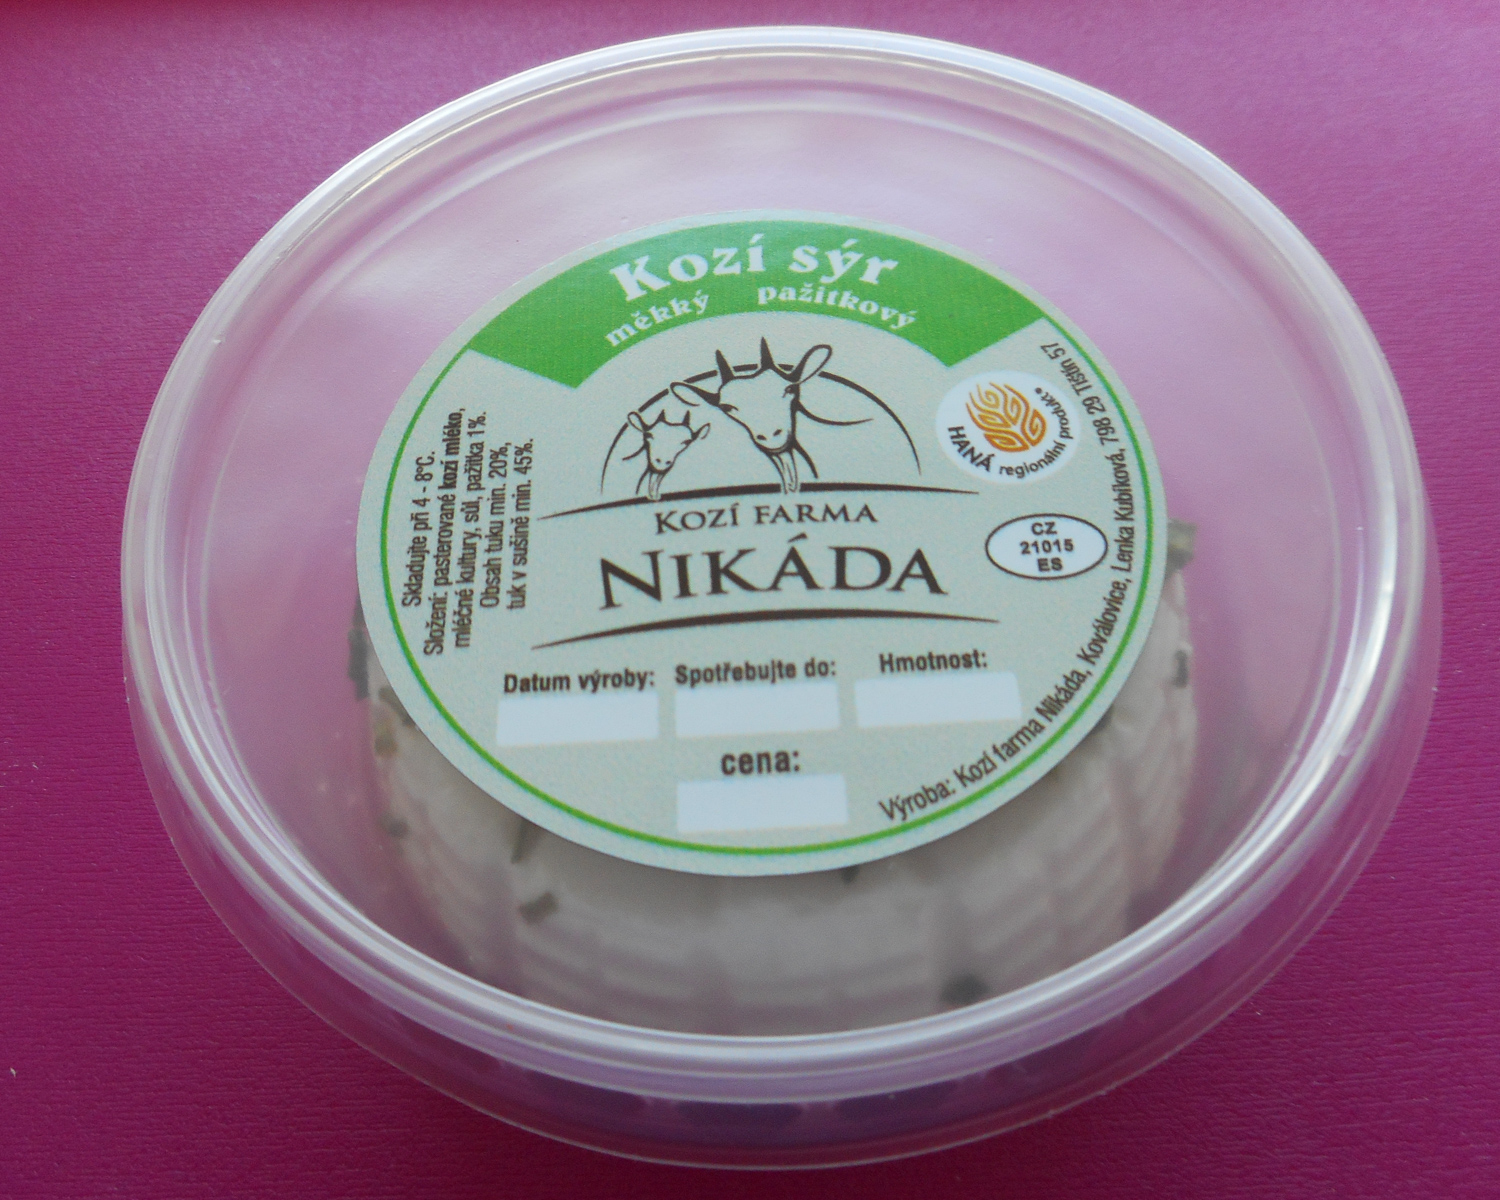 Kozí sýr
měkký pažitkový
Skladujte při 4 - 8°C.
Složení: pasterované kozí mléko,
mléčné kultury, sůl, pažitka 1%.
Obsah tuku min. 20%,
tuk v sušině min. 45%.
KOZÍ FARMA
NIKÁDA
HANÁ regionální produkt®
CZ
21015
ES
Datum výroby:
Spotřebujte do:
Hmotnost:
cena:
Výroba: Kozí farma Nikáda, Koválovice, Lenka Kubíková, 798 29 Tištín 57